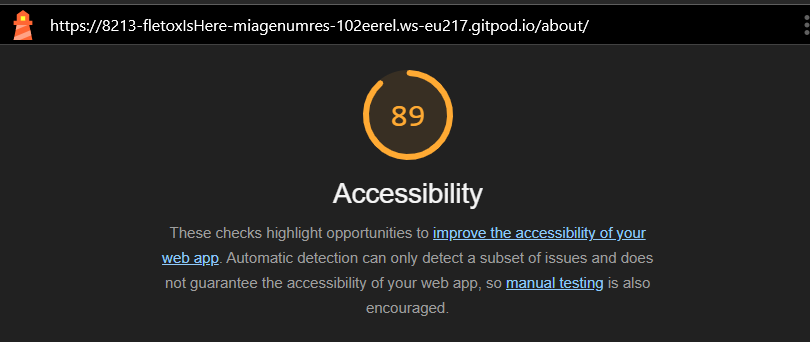 https://8213-fletoxIsHere-miagenumres-102eerel.ws-eu217.gitpod.io/about/
89
Accessibility
These checks highlight opportunities to improve the accessibility of your
web app. Automatic detection can only detect a subset of issues and does
not guarantee the accessibility of your web app, so manual testing is also
encouraged.